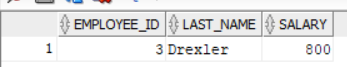 EMPLOYEE_ID LAST_NAME SALARY
1 3 Drexler 800